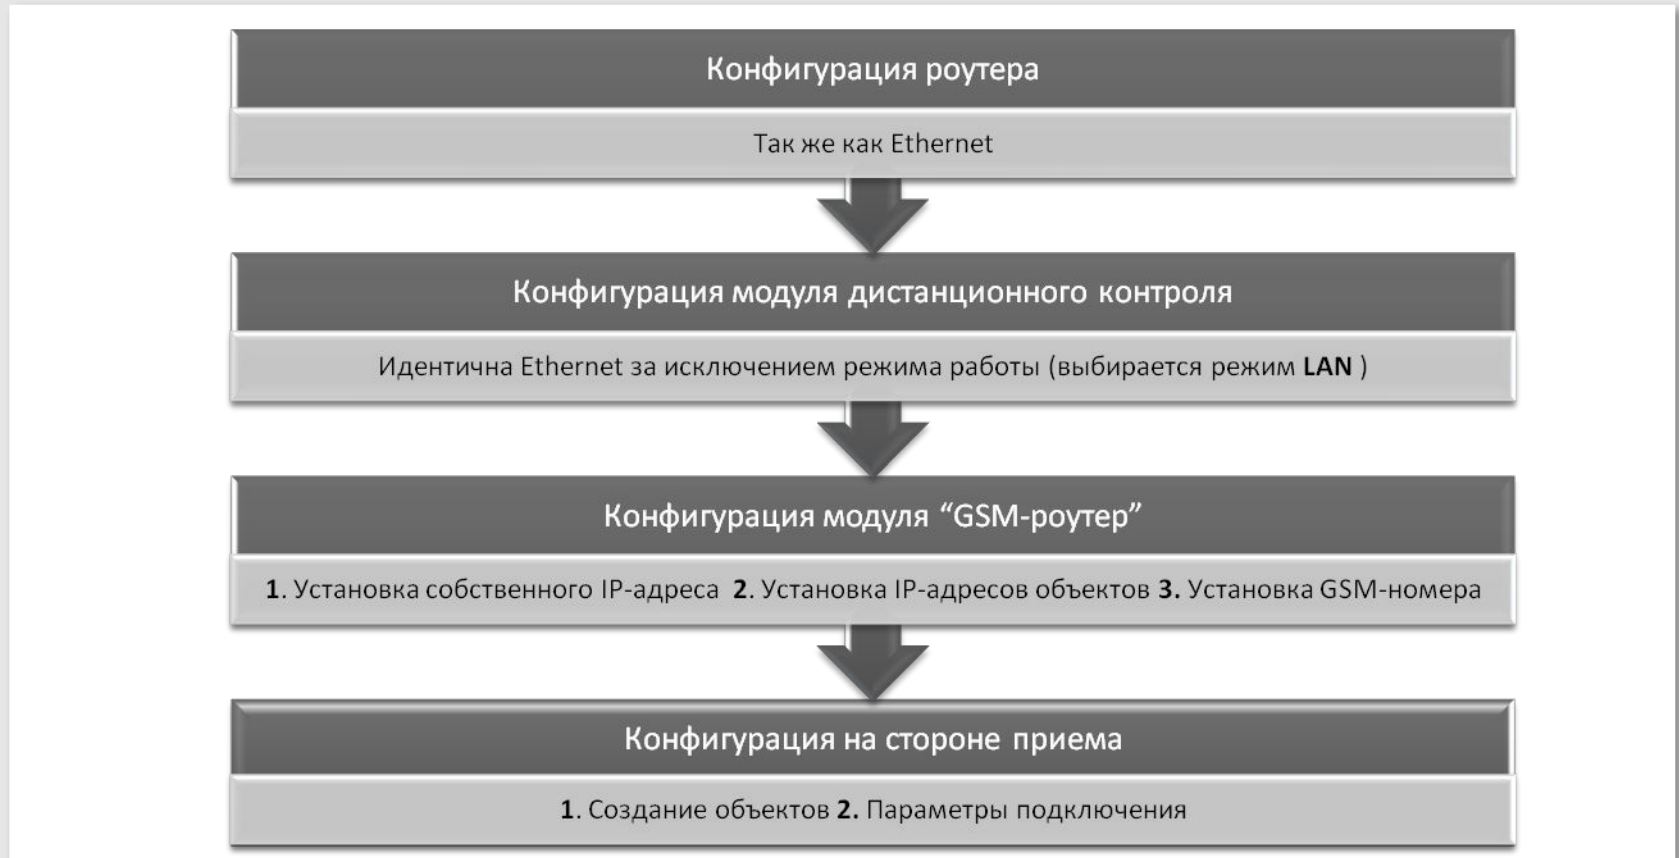 Конфигурация роутера
Так же как Ethernet
Конфигурация модуля дистанционного контроля
Идентична Ethernet за исключением режима работы (выбирается режим LAN )
Конфигурация модуля “GSM-роутер”
1. Установка собственного IP-адреса 2. Установка IP-адресов объектов 3. Установка GSM-номера
Конфигурация на стороне приема
1. Создание объектов 2. Параметры подключения